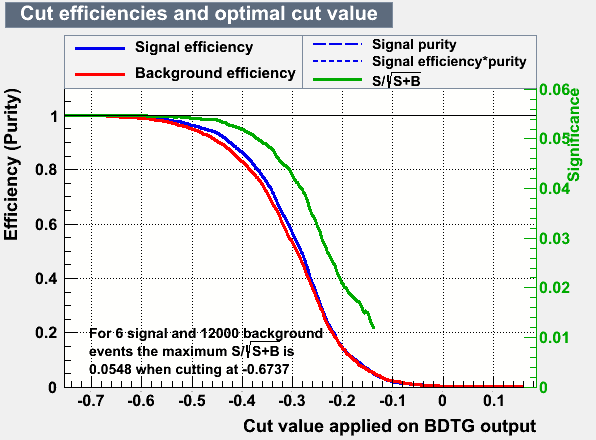 Cut efficiencies and optimal cut value
Signal efficiency
Background efficiency
Signal purity
Signal efficiency*purity
S/√S+B
Efficiency (Purity)
1
0.8
0.6
0.4
0.2
0
0.06
0.05
0.04
0.03
0.02
0.01
0
Significance
For 6 signal and 12000 background
events the maximum S/√S+B is
0.0548 when cutting at -0.6737
-0.7 -0.6 -0.5 -0.4 -0.3 -0.2 -0.1 0 0.1
Cut value applied on BDTG output